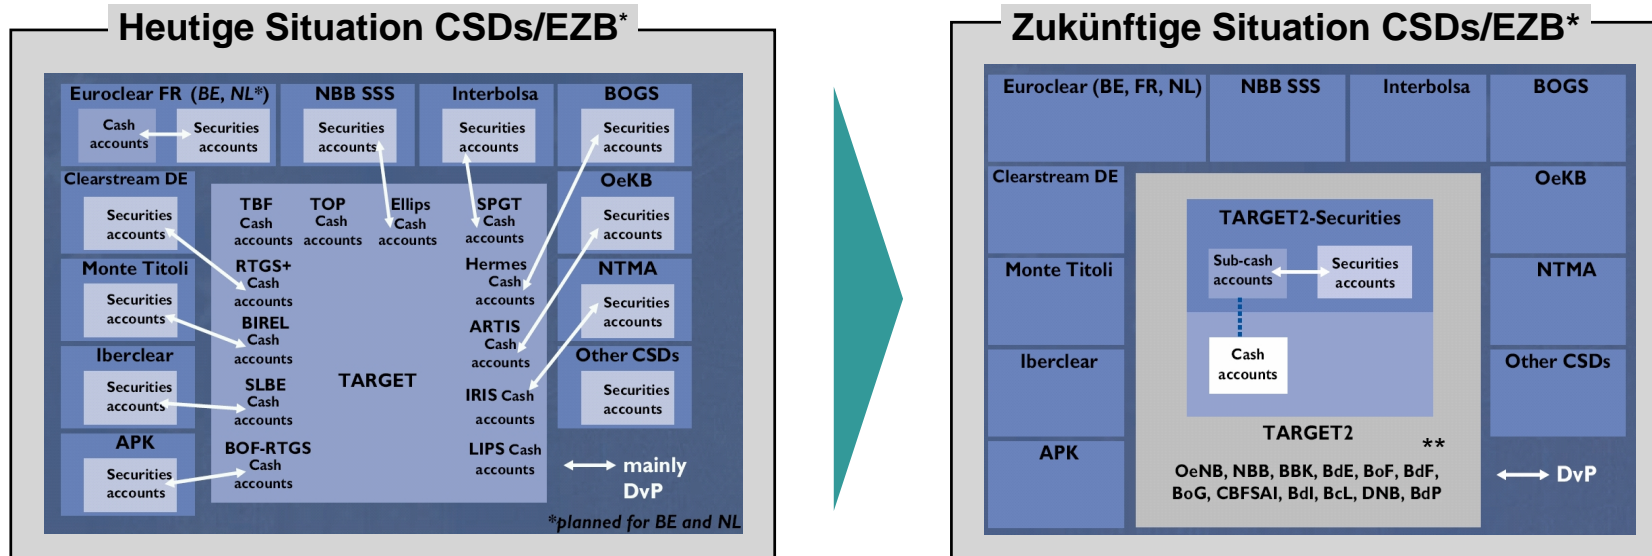 Heutige Situation CSDs/EZB*
Euroclear FR (BE, NL*)
Cash
accounts
Securities
accounts
NBB SSS
Securities
accounts
Interbolsa
Securities
accounts
BOGS
Securities
accounts
Clearstream DE
Securities
accounts
Monte Titoli
Securities
accounts
Iberclear
Securities
accounts
APK
Securities
accounts
TBF
Cash
accounts
TOP
Cash
accounts
Ellips
Cash
accounts
SPGT
Cash
accounts
RTGS+
Cash
accounts
BIREL
Cash
accounts
SLBE
Cash
accounts
BOF-RTGS
Cash
accounts
TARGET
Hermes
Cash
accounts
ARTIS
Cash
accounts
IRIS Cash
accounts
LIPS Cash
accounts
OeKB
Securities
accounts
NTMA
Securities
accounts
Other CSDs
Securities
accounts
mainly
DvP
*planned for BE and NL
Zukünftige Situation CSDs/EZB*
Euroclear (BE, FR, NL)
NBB SSS
Interbolsa
BOGS
Clearstream DE
Monte Titoli
Iberclear
APK
TARGET2-Securities
Sub-cash
accounts
Securities
accounts
Cash
accounts
TARGET2
**
OeNB, NBB, BBK, BdE, BoF, BdF,
BoG, CBFSAI, BdI, BcL, DNB, BdP
OeKB
NTMA
Other CSDs
DvP